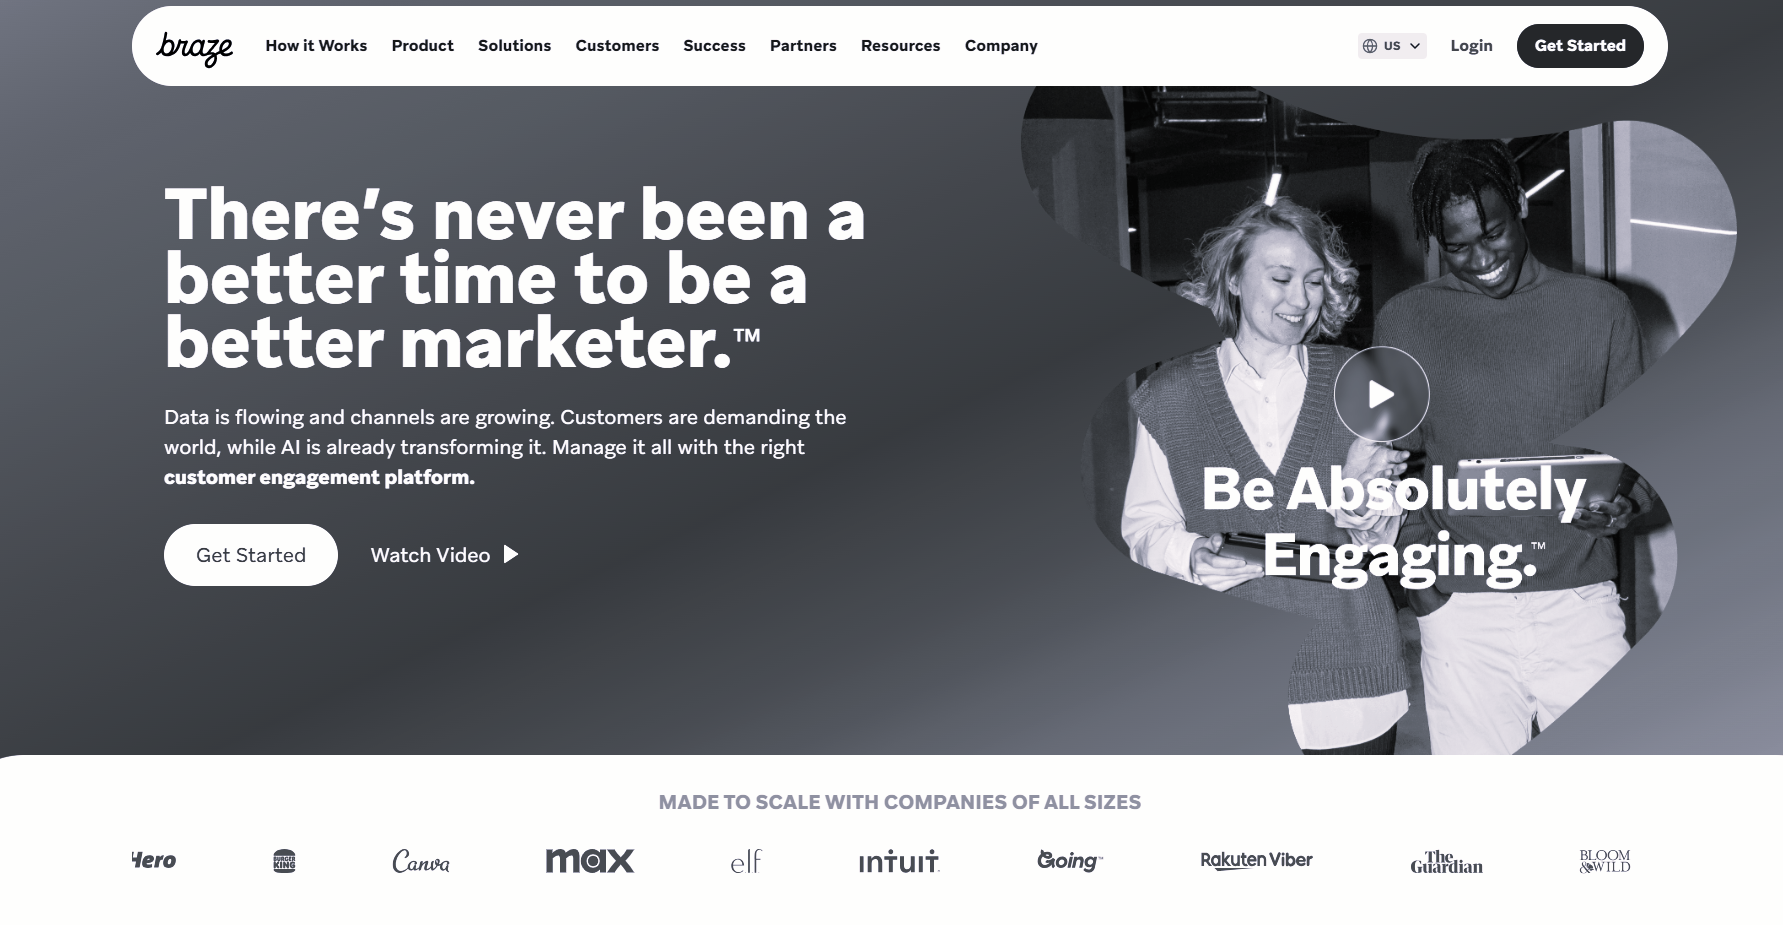 braze
How it Works
Product
Solutions
Customers
Success
Partners
Resources
Company
US
Login
Get Started
There’s never been a
better time to be a
better marketer.™
Data is flowing and channels are growing. Customers are demanding the
world, while AI is already transforming it. Manage it all with the right
customer engagement platform.
Get Started
Watch Video
Be Absolutely
Engaging.™
MADE TO SCALE WITH COMPANIES OF ALL SIZES
Hero
BURGER
KING
Canva
max
elf
intuit
Going™
Rakuten Viber
The
Guardian
BLOOM
&WILD